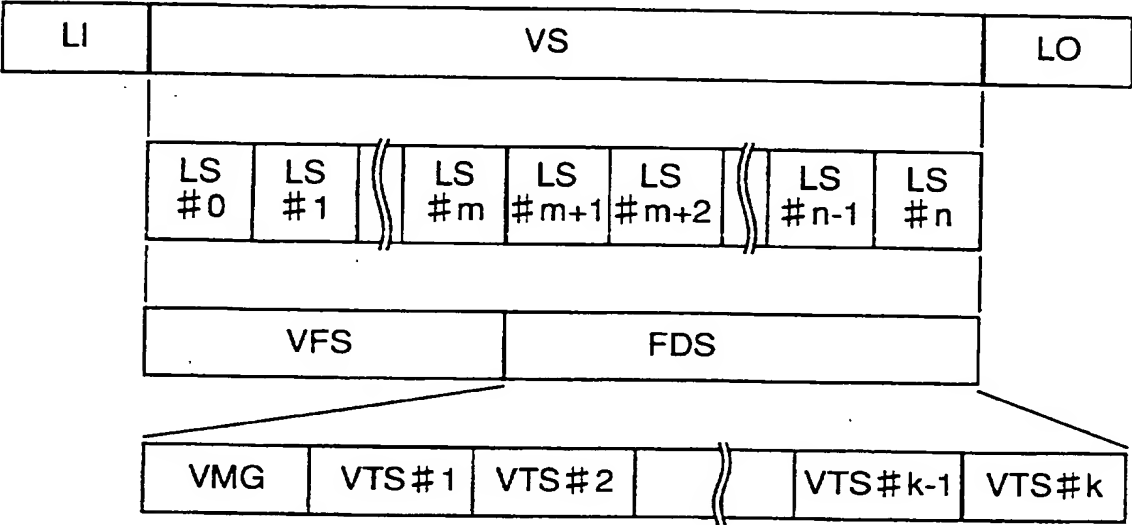 LI VS LO
LS #0 LS #1 LS #m LS #m+1 LS #m+2 LS #n-1 LS #n
VFS FDS
VMG VTS#1 VTS#2 VTS#k-1 VTS#k